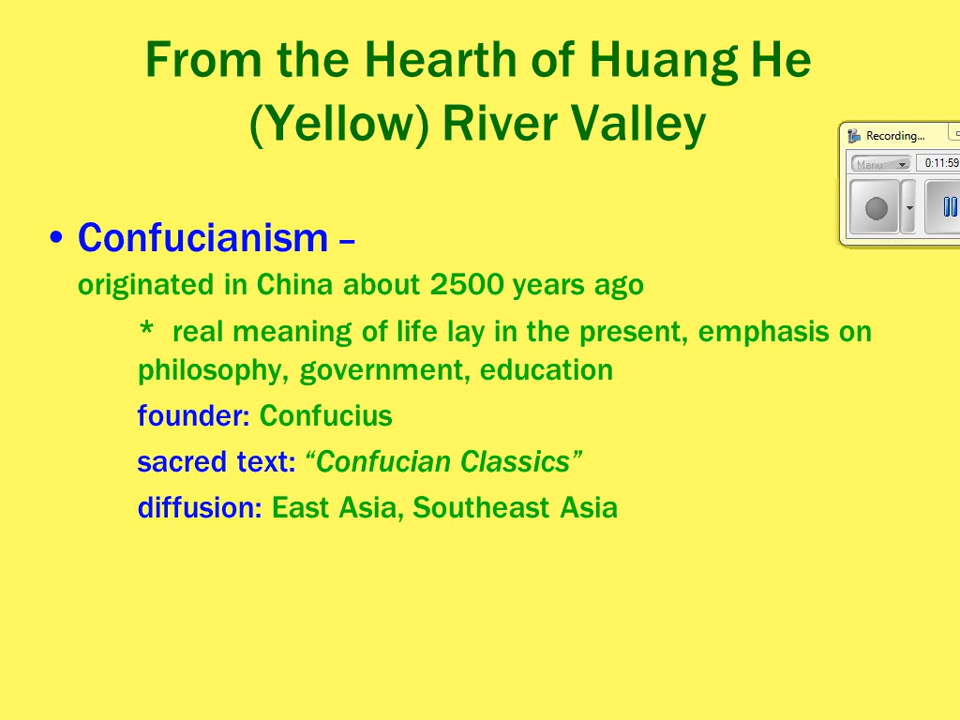 From the Hearth of Huang He
(Yellow) River Valley
Recording...
Menu
0:11:59
• Confucianism –
originated in China about 2500 years ago
* real meaning of life lay in the present, emphasis on
philosophy, government, education
founder: Confucius
sacred text: “Confucian Classics”
diffusion: East Asia, Southeast Asia